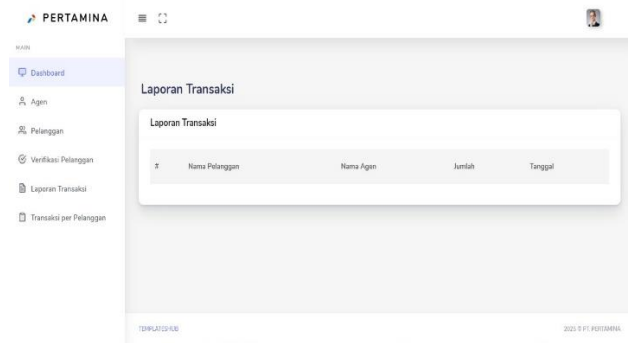 PERTAMINA
MAIN
Dashboard
Agen
Pelanggan
Verifikasi Pelanggan
Laporan Transaksi
Transaksi per Pelanggan
Laporan Transaksi
Laporan Transaksi
# Nama Pelanggan Nama Agen Jumlah Tanggal
TEMPLATESHUB 2023 © PT. PERTAMINA